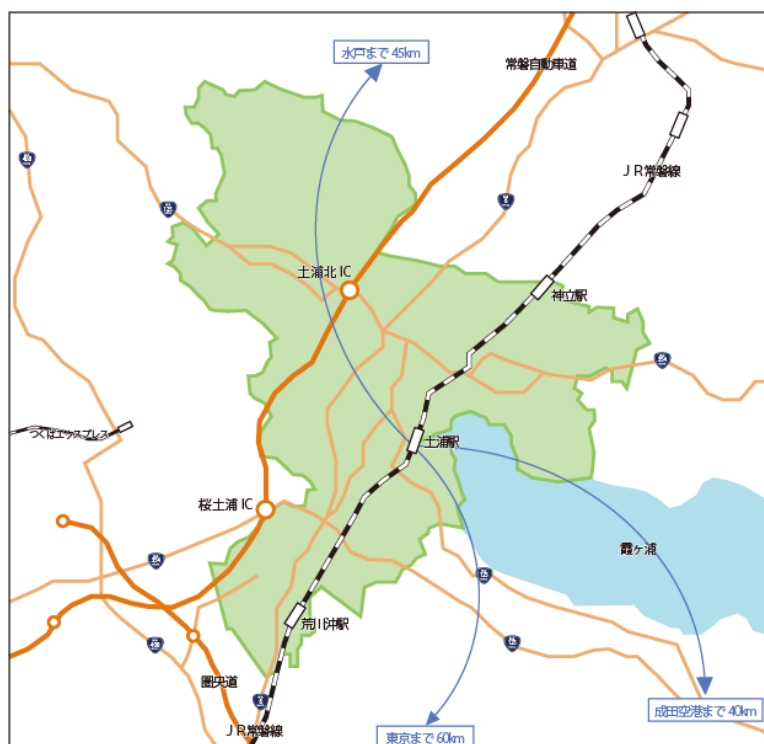 水戸まで 45km
常磐自動車道
JR常磐線
土浦北 IC
神立駅
つくばエクスプレス
土浦駅
桜土浦 IC
霞ヶ浦
荒川沖駅
圏央道
成田空港まで 40km
JR常磐線
東京まで 60km